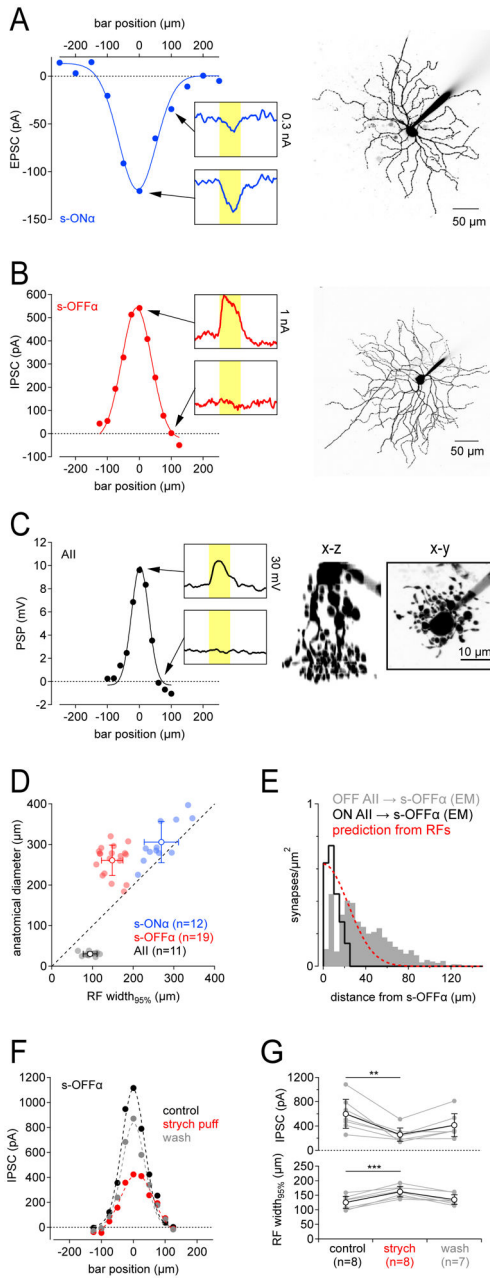 A
bar position (µm)
-200 -100 0 100 200
0
-50
-100
-150
EPSC (pA)
s-ONα
0.3 nA
50 µm
B
s-OFFα
600
500
400
300
200
100
0
-100
IPSC (pA)
1 nA
-200 -100 0 100 200
bar position (µm)
50 µm
C
AII
12
10
8
6
4
2
0
-2
PSP (mV)
30 mV
-200 -100 0 100 200
bar position (µm)
x-z
x-y
10 µm
D
400
300
200
100
0
anatomical diameter (µm)
s-ONα (n=12)
s-OFFα (n=19)
AII (n=11)
0 100 200 300 400
RF width95% (µm)
E
OFF AII → s-OFFα (EM)
ON AII → s-OFFα (EM)
prediction from RFs
1
0.5
0
synapses/µm²
0 40 80 120
distance from s-OFFα (µm)
F
s-OFFα
control
strych puff
wash
1200
1000
800
600
400
200
0
IPSC (pA)
-200 -100 0 100 200
bar position (µm)
G
**
1200
800
400
0
IPSC (pA)
***
200
150
100
50
0
RF width95% (µm)
control strych wash
(n=8) (n=8) (n=7)